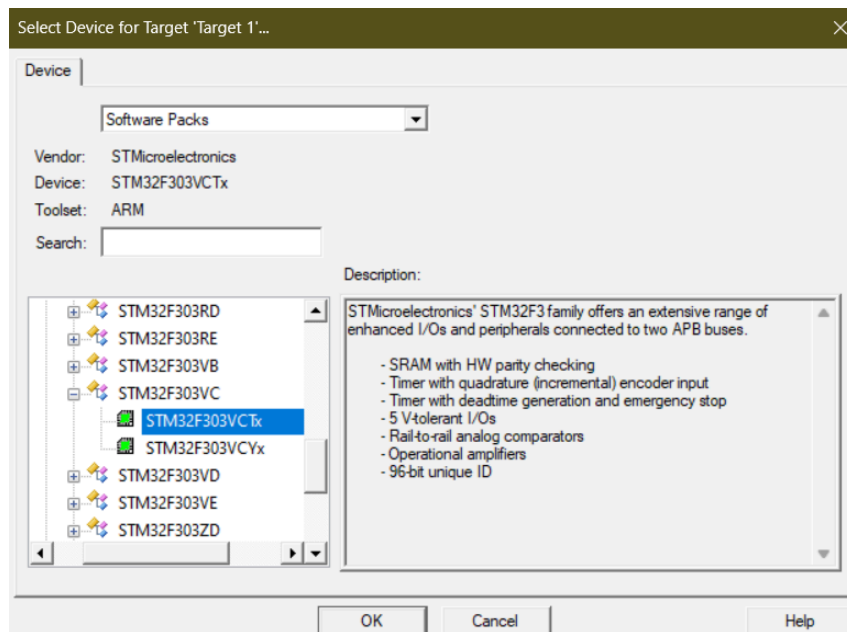 Select Device for Target 'Target 1'...
Device
Software Packs
Vendor: STMicroelectronics
Device: STM32F303VCTx
Toolset: ARM
Search:
Description:
STM32F303RD
STM32F303RE
STM32F303VB
STM32F303VC
STM32F303VCTx
STM32F303VCYx
STM32F303VD
STM32F303VE
STM32F303ZD
STMicroelectronics' STM32F3 family offers an extensive range of
enhanced I/Os and peripherals connected to two APB buses.
- SRAM with HW parity checking
- Timer with quadrature (incremental) encoder input
- Timer with deadtime generation and emergency stop
- 5 V-tolerant I/Os
- Rail-to-rail analog comparators
- Operational amplifiers
- 96-bit unique ID
OK Cancel Help